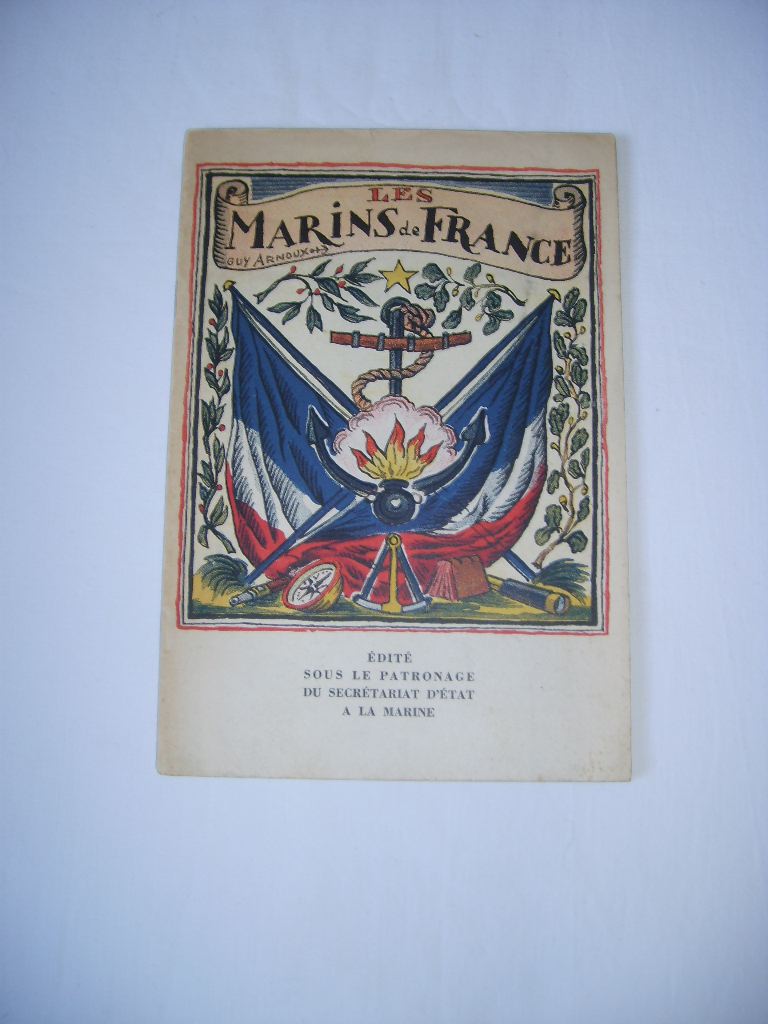 LES
MARINS de FRANCE
GUY ARNOUX
ÉDITÉ
SOUS LE PATRONAGE
DU SECRÉTARIAT D'ÉTAT
A LA MARINE